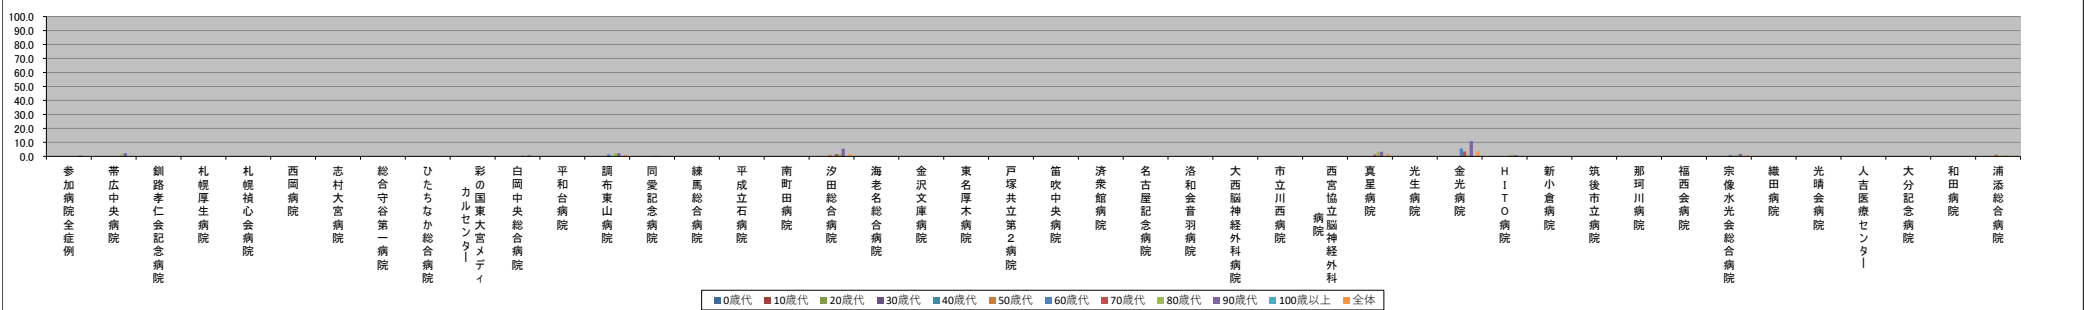 100.0
90.0
80.0
70.0
60.0
50.0
40.0
30.0
20.0
10.0
0.0
参加病院全症例
帯広中央病院
釧路孝仁会記念病院
札幌厚生病院
札幌禎心会病院
西岡病院
志村大宮病院
総合守谷第一病院
ひたちなか総合病院
彩の国東大宮メディ
カルセンター
白岡中央総合病院
平和台病院
調布東山病院
同愛記念病院
練馬総合病院
平成立石病院
南町田病院
汐田総合病院
海老名総合病院
金沢文庫病院
東名厚木病院
戸塚共立第2病院
笛吹中央病院
済衆館病院
名古屋記念病院
洛和会音羽病院
大西脳神経外科病院
市立川西病院
西宮協立脳神経外科
病院
真星病院
光生病院
金光病院
HITO病院
新小倉病院
筑後市立病院
那珂川病院
福西会病院
宗像水光会総合病院
織田病院
光晴会病院
人吉医療センター
大分記念病院
和田病院
浦添総合病院
0歳代 10歳代 20歳代 30歳代 40歳代 50歳代 60歳代 70歳代 80歳代 90歳代 100歳以上 全体